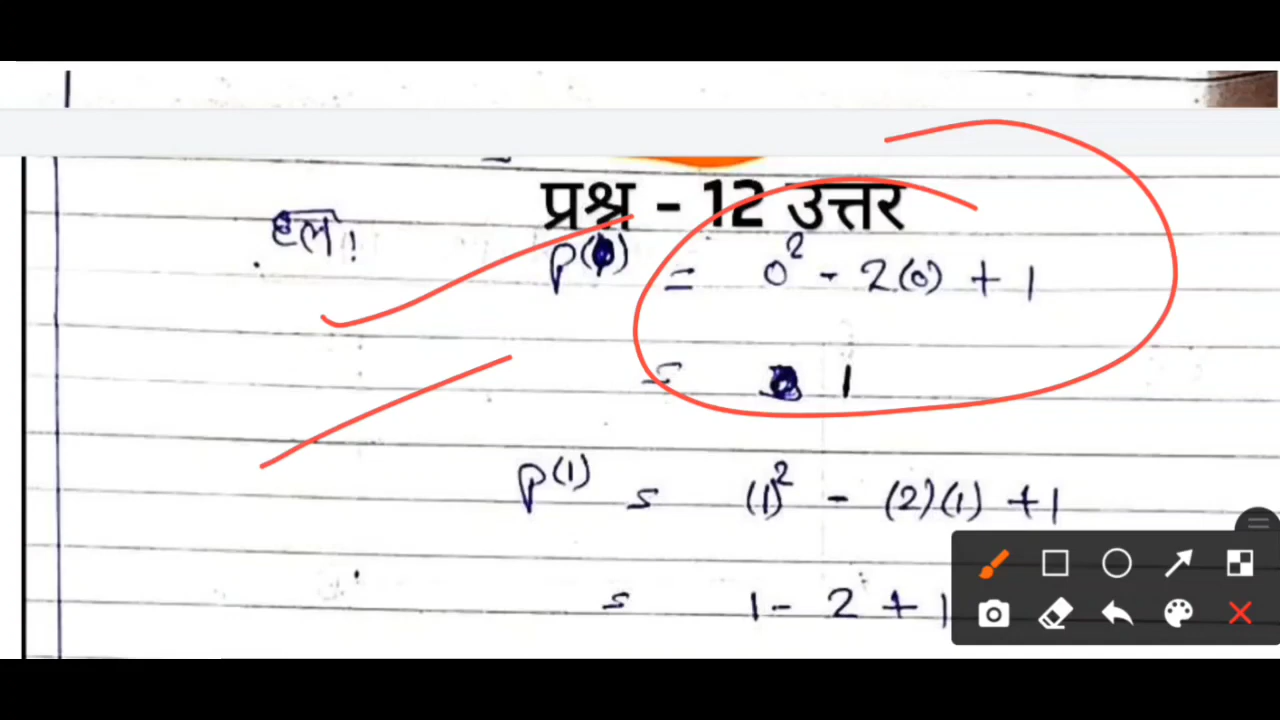 प्रश्न - 12 उत्तर
हल!
p(0) = 0² - 2(0) + 1
= 1
p(1) = (1)² - (2)(1) + 1
= 1 - 2 + 1